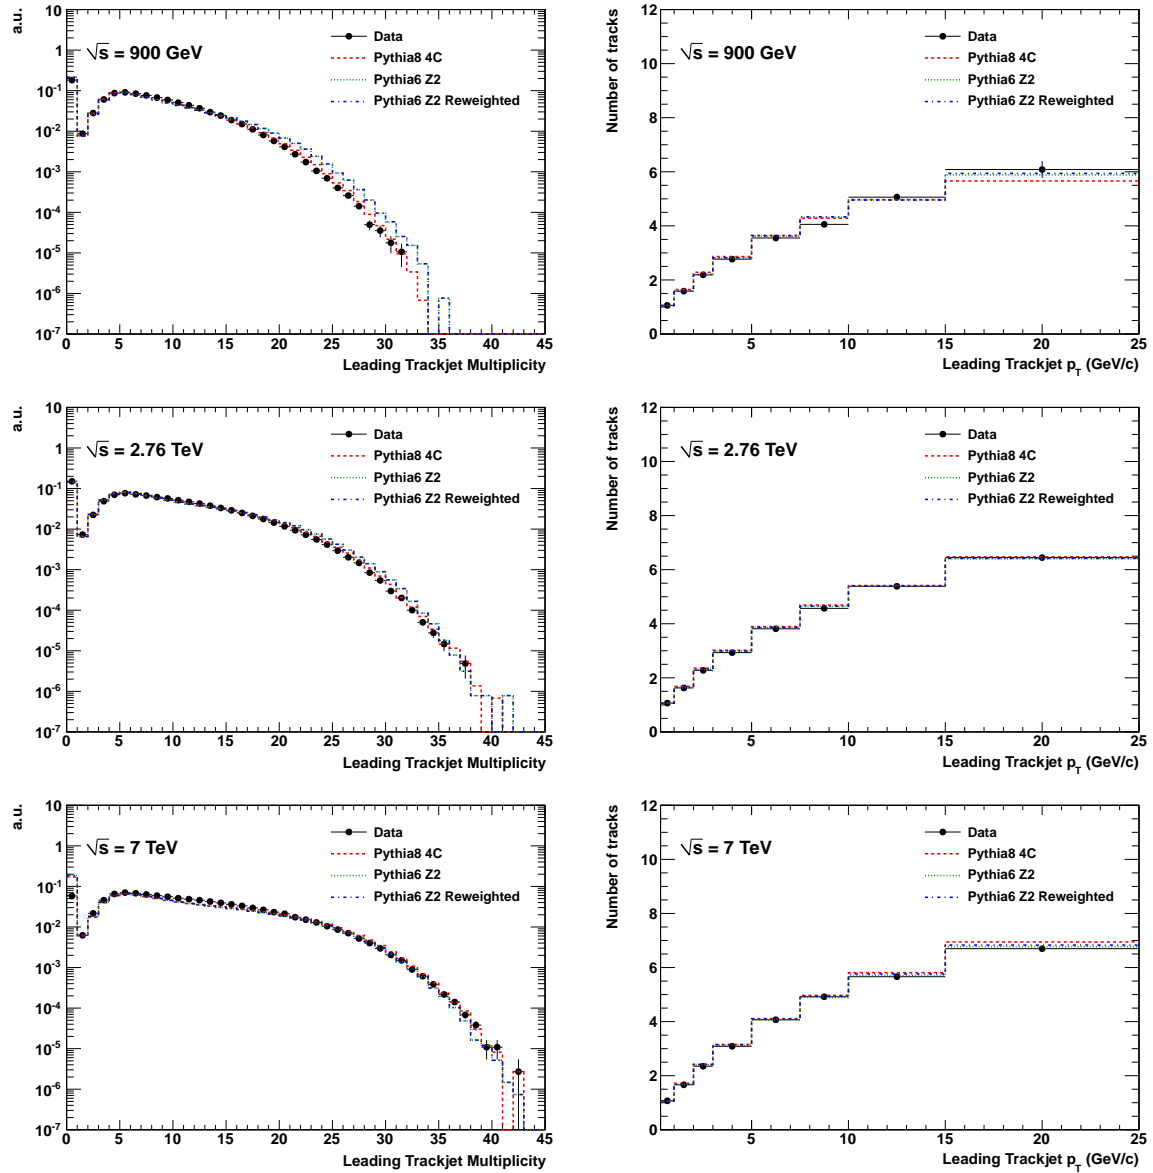 a.u.
10
1
10⁻¹
10⁻²
10⁻³
10⁻⁴
10⁻⁵
10⁻⁶
10⁻⁷
√s = 900 GeV
Data
Pythia8 4C
Pythia6 Z2
Pythia6 Z2 Reweighted
0 5 10 15 20 25 30 35 40 45
Leading Trackjet Multiplicity
Number of tracks
12
10
8
6
4
2
0
√s = 900 GeV
Data
Pythia8 4C
Pythia6 Z2
Pythia6 Z2 Reweighted
5 10 15 20 25
Leading Trackjet p_T (GeV/c)
a.u.
10
1
10⁻¹
10⁻²
10⁻³
10⁻⁴
10⁻⁵
10⁻⁶
10⁻⁷
√s = 2.76 TeV
Data
Pythia8 4C
Pythia6 Z2
Pythia6 Z2 Reweighted
0 5 10 15 20 25 30 35 40 45
Leading Trackjet Multiplicity
Number of tracks
12
10
8
6
4
2
0
√s = 2.76 TeV
Data
Pythia8 4C
Pythia6 Z2
Pythia6 Z2 Reweighted
5 10 15 20 25
Leading Trackjet p_T (GeV/c)
a.u.
10
1
10⁻¹
10⁻²
10⁻³
10⁻⁴
10⁻⁵
10⁻⁶
10⁻⁷
√s = 7 TeV
Data
Pythia8 4C
Pythia6 Z2
Pythia6 Z2 Reweighted
0 5 10 15 20 25 30 35 40 45
Leading Trackjet Multiplicity
Number of tracks
12
10
8
6
4
2
0
√s = 7 TeV
Data
Pythia8 4C
Pythia6 Z2
Pythia6 Z2 Reweighted
5 10 15 20 25
Leading Trackjet p_T (GeV/c)